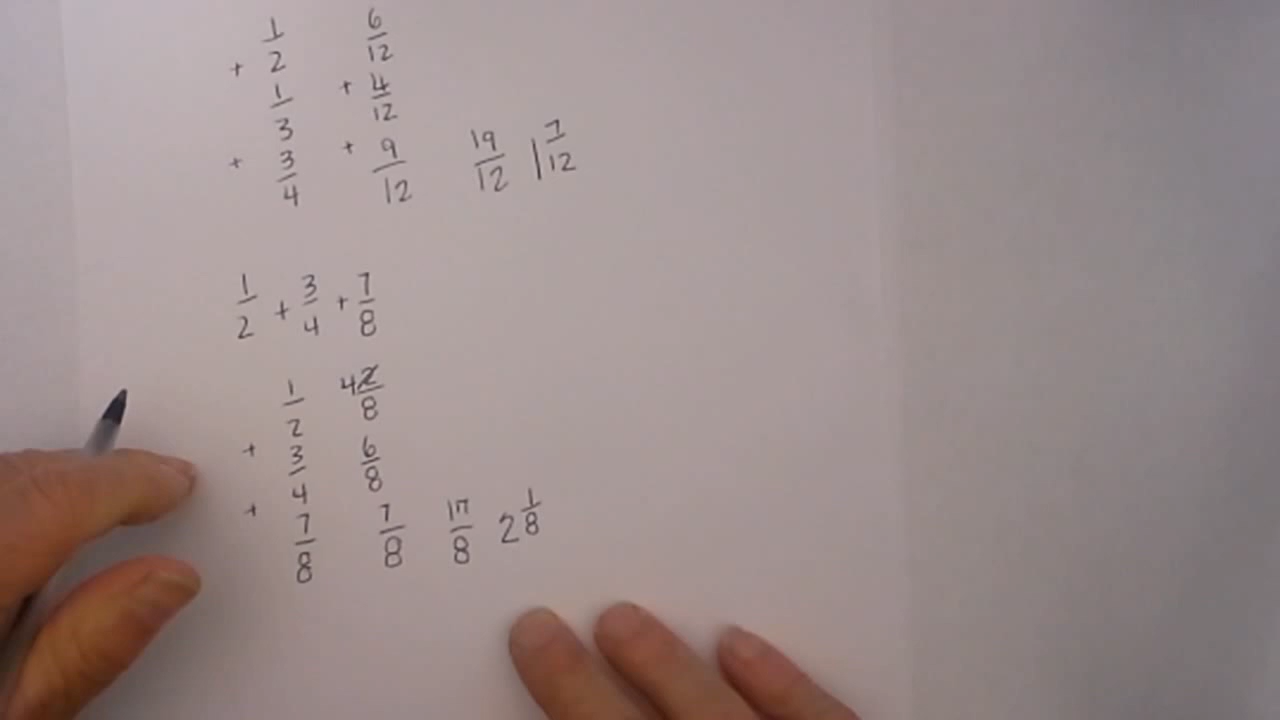 1/2 6/12
+ 1/3 + 4/12
+ 3/4 + 9/12 19/12 1 7/12
1/2 + 3/4 + 7/8
1/2 42/8
+ 3/4 6/8
+ 7/8 7/8 17/8 2 1/8